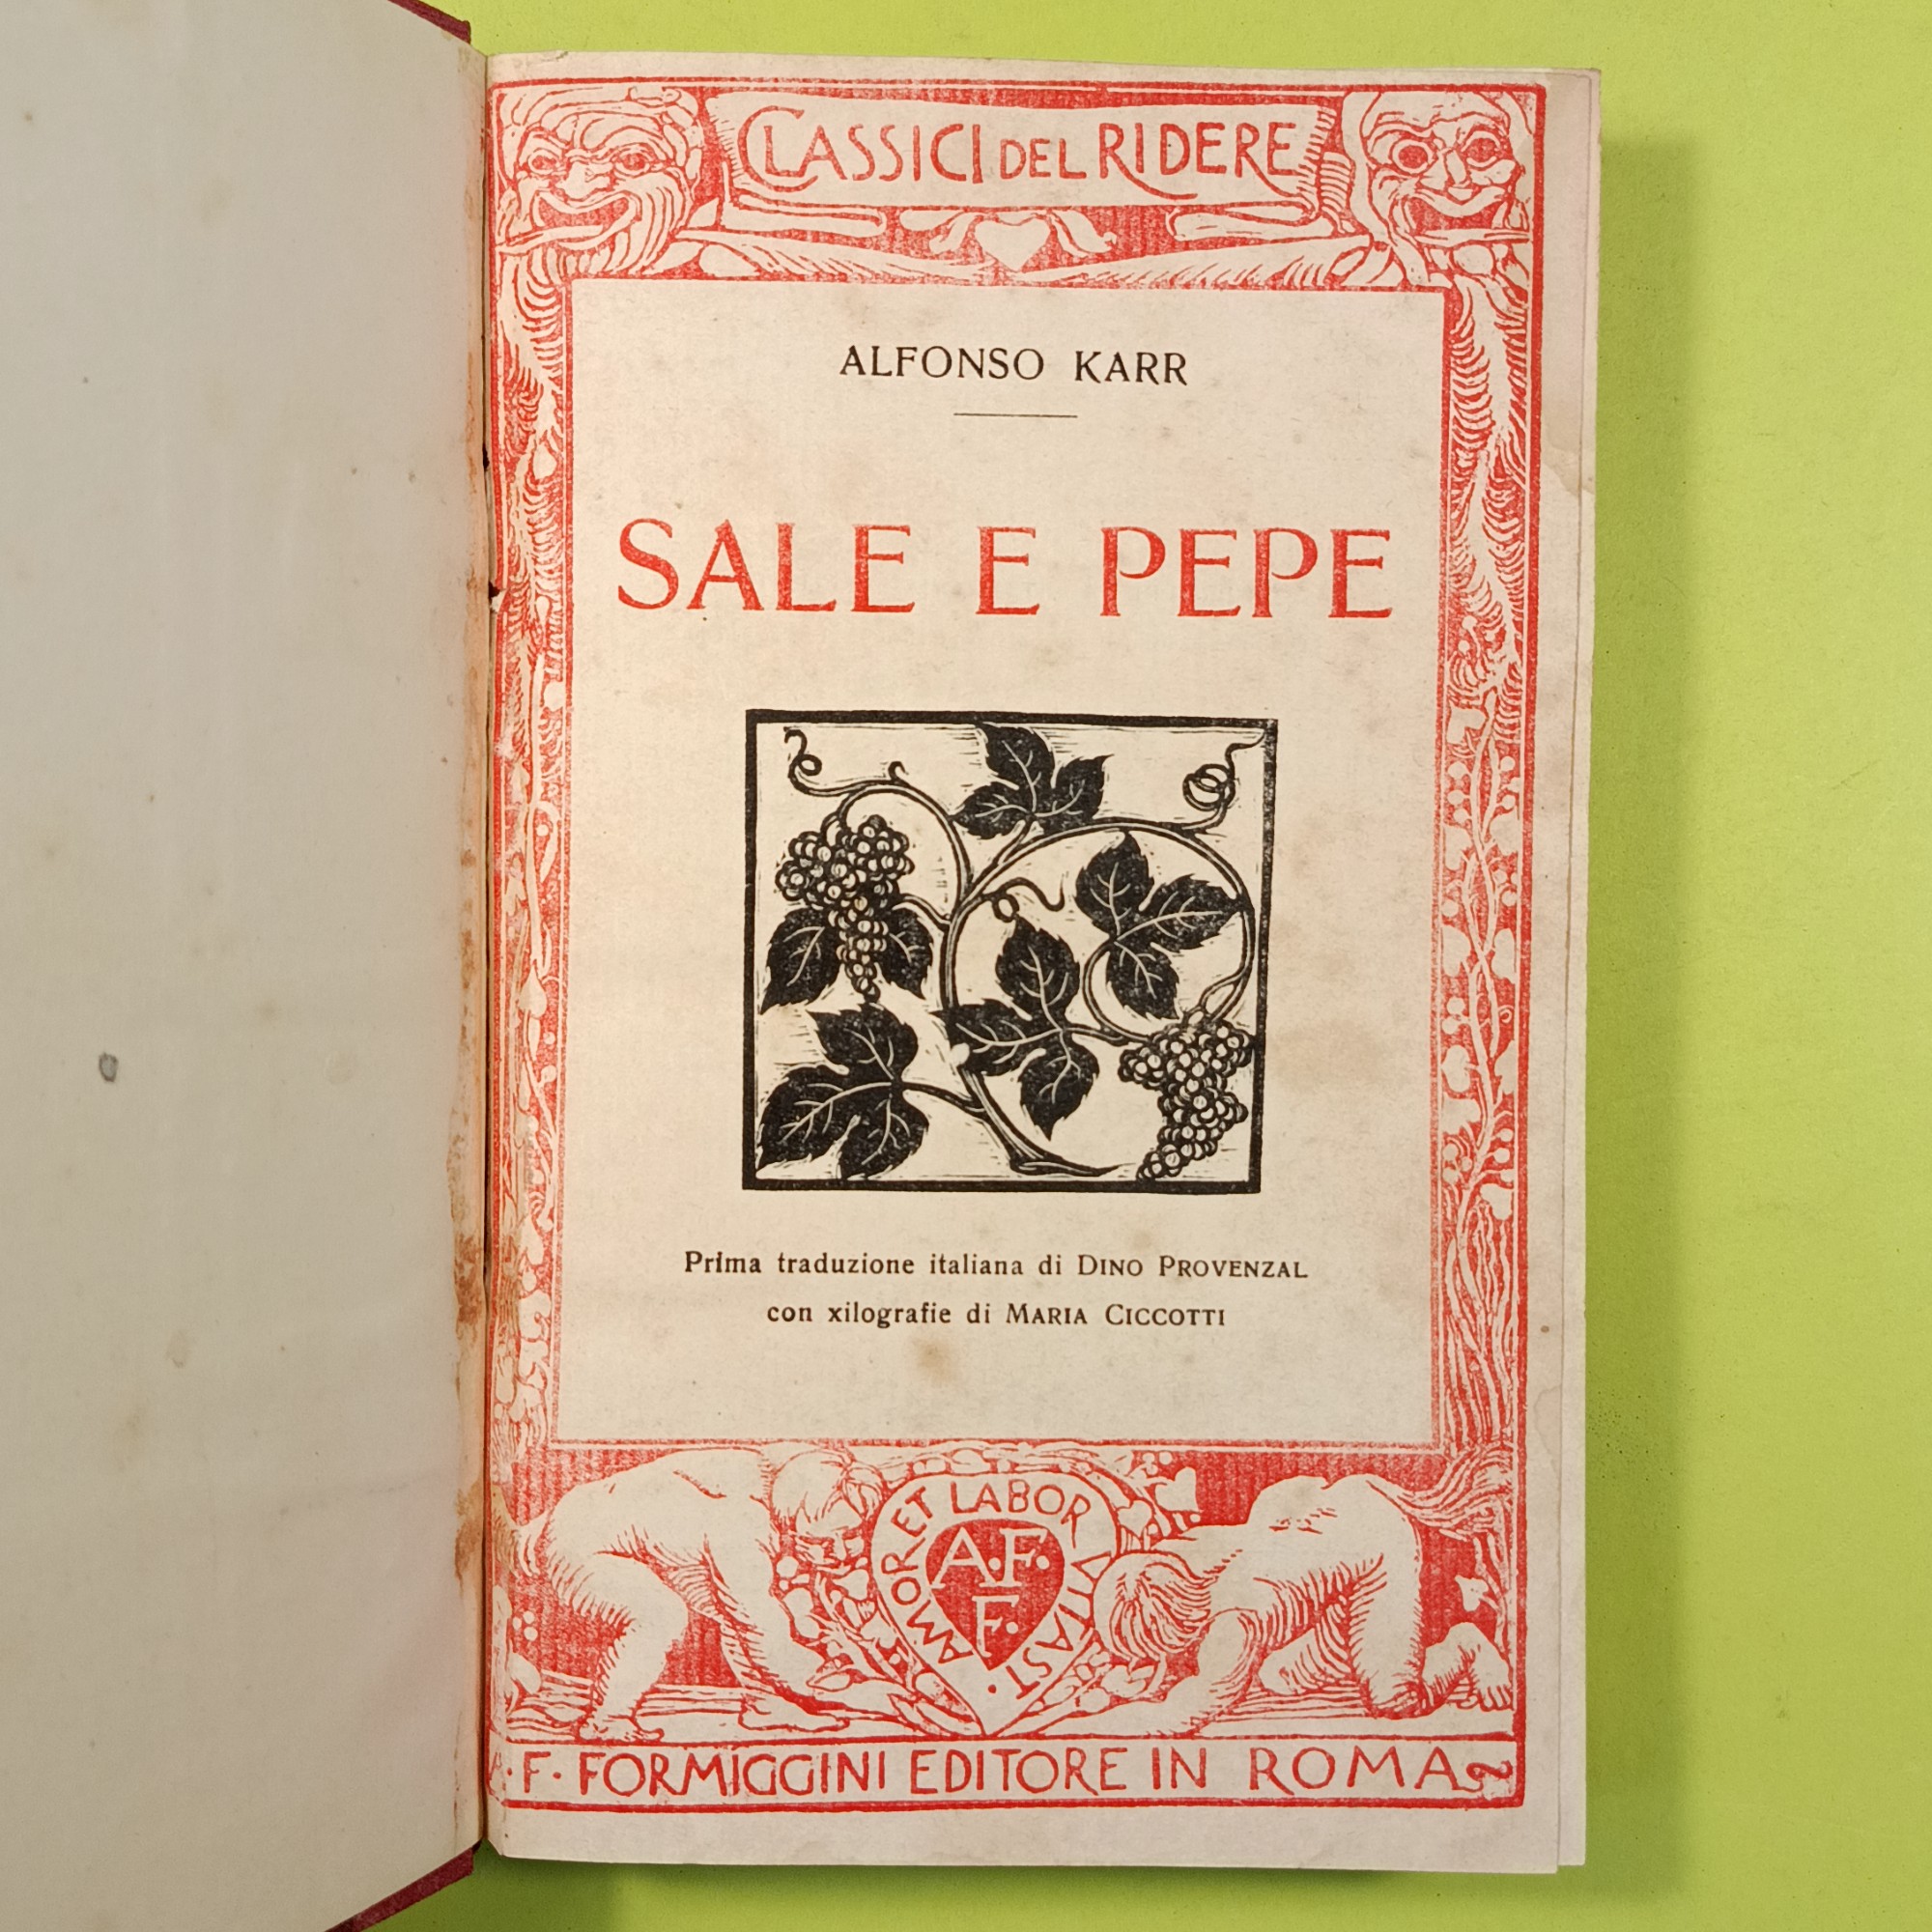 CLASSICI DEL RIDERE
ALFONSO KARR
SALE E PEPE
Prima traduzione italiana di DINO PROVENZAL
con xilografie di MARIA CICCOTTI
AMOR ET LABOR VITAST.
A.F.
F.
A.F. FORMIGGINI EDITORE IN ROMA